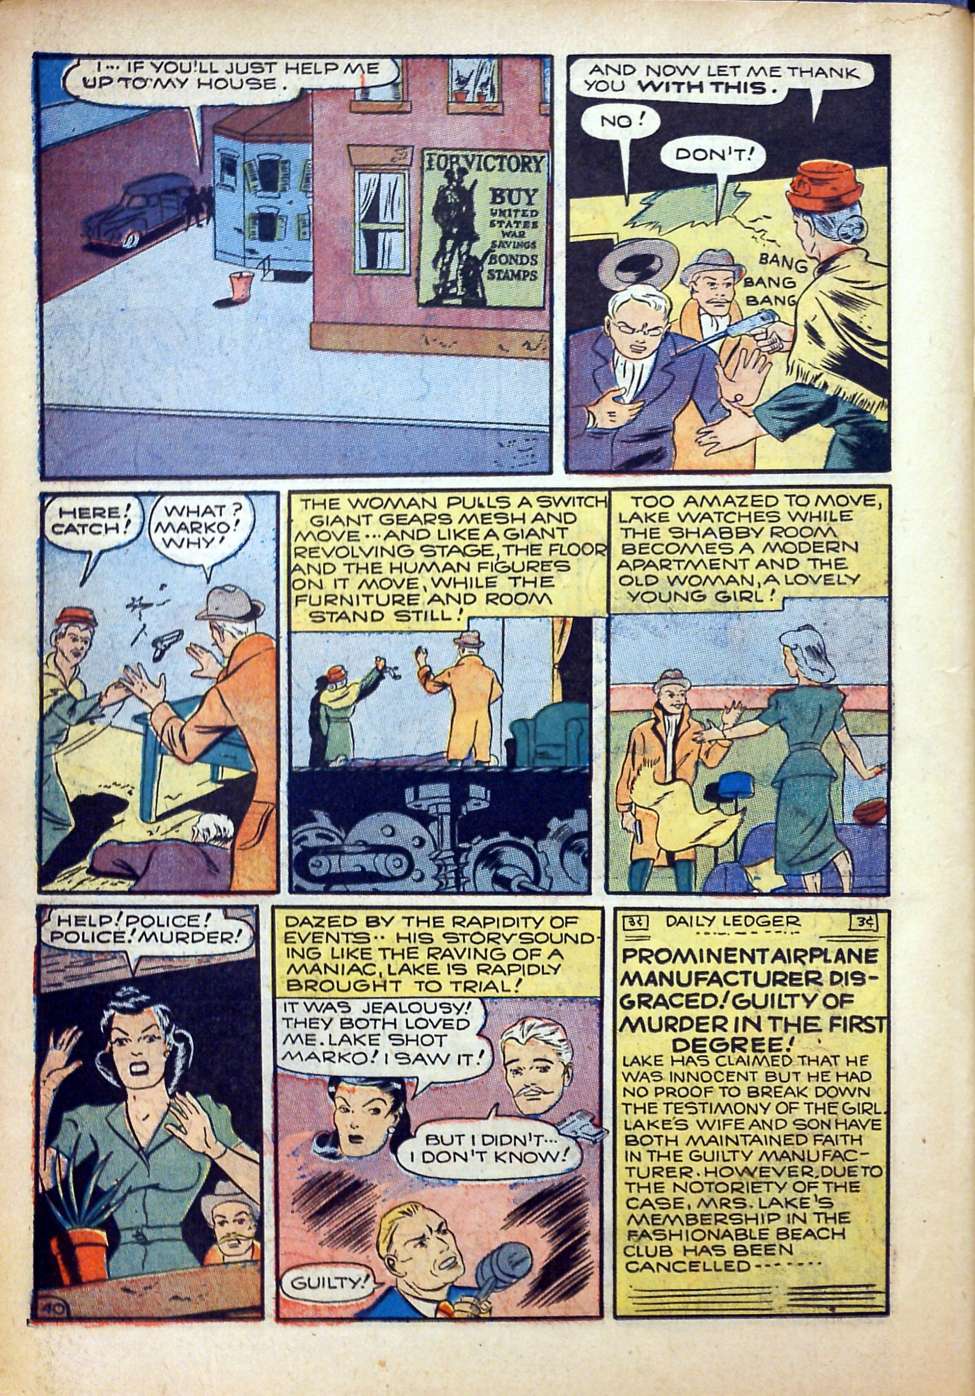 I... IF YOU'LL JUST HELP ME
UP TO MY HOUSE.
FOR VICTORY
BUY
UNITED
STATES
WAR
SAVINGS
BONDS
STAMPS
AND NOW LET ME THANK
YOU WITH THIS.
NO!
DON'T!
BANG
BANG
BANG
HERE!
CATCH!
WHAT?
MARKO!
WHY!
THE WOMAN PULLS A SWITCH
GIANT GEARS MESH AND
MOVE...AND LIKE A GIANT
REVOLVING STAGE, THE FLOOR
AND THE HUMAN FIGURES
ON IT MOVE, WHILE THE
FURNITURE AND ROOM
STAND STILL!
TOO AMAZED TO MOVE,
LAKE WATCHES WHILE
THE SHABBY ROOM
BECOMES A MODERN
APARTMENT AND THE
OLD WOMAN, A LOVELY
YOUNG GIRL!
HELP! POLICE!
POLICE! MURDER!
40
DAZED BY THE RAPIDITY OF
EVENTS.. HIS STORY SOUND-
ING LIKE THE RAVING OF A
MANIAC, LAKE IS RAPIDLY
BROUGHT TO TRIAL!
IT WAS JEALOUSY!
THEY BOTH LOVED
ME. LAKE SHOT
MARKO! I SAW IT!
BUT I DIDN'T...
I DON'T KNOW!
GUILTY!
3¢ DAILY LEDGER 3¢
PROMINENT AIRPLANE
MANUFACTURER DIS-
GRACED! GUILTY OF
MURDER IN THE FIRST
DEGREE!
LAKE HAS CLAIMED THAT HE
WAS INNOCENT BUT HE HAD
NO PROOF TO BREAK DOWN
THE TESTIMONY OF THE GIRL.
LAKE'S WIFE AND SON HAVE
BOTH MAINTAINED FAITH
IN THE GUILTY MANUFAC-
TURER. HOWEVER, DUE TO
THE NOTORIETY OF THE
CASE, MRS. LAKE'S
MEMBERSHIP IN THE
FASHIONABLE BEACH
CLUB HAS BEEN
CANCELLED--------